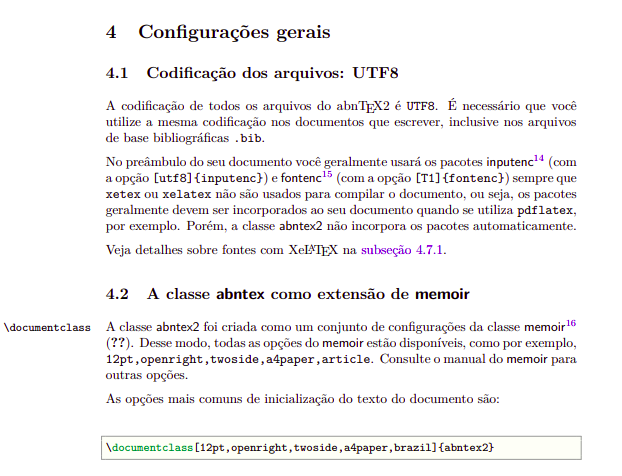 4 Configurações gerais
4.1 Codificação dos arquivos: UTF8
A codificação de todos os arquivos do abnTEX2 é UTF8. É necessário que você
utilize a mesma codificação nos documentos que escrever, inclusive nos arquivos
de base bibliográficas .bib.
No preâmbulo do seu documento você geralmente usará os pacotes inputenc14 (com
a opção [utf8]{inputenc}) e fontenc15 (com a opção [T1]{fontenc}) sempre que
xetex ou xelatex não são usados para compilar o documento, ou seja, os pacotes
geralmente devem ser incorporados ao seu documento quando se utiliza pdflatex,
por exemplo. Porém, a classe abntex2 não incorpora os pacotes automaticamente.
Veja detalhes sobre fontes com XeLATEX na subseção 4.7.1.
4.2 A classe abntex como extensão de memoir
\documentclass A classe abntex2 foi criada como um conjunto de configurações da classe memoir16
(??). Desse modo, todas as opções do memoir estão disponíveis, como por exemplo,
12pt,openright,twoside,a4paper,article. Consulte o manual do memoir para
outras opções.
As opções mais comuns de inicialização do texto do documento são:
\documentclass[12pt,openright,twoside,a4paper,brazil]{abntex2}